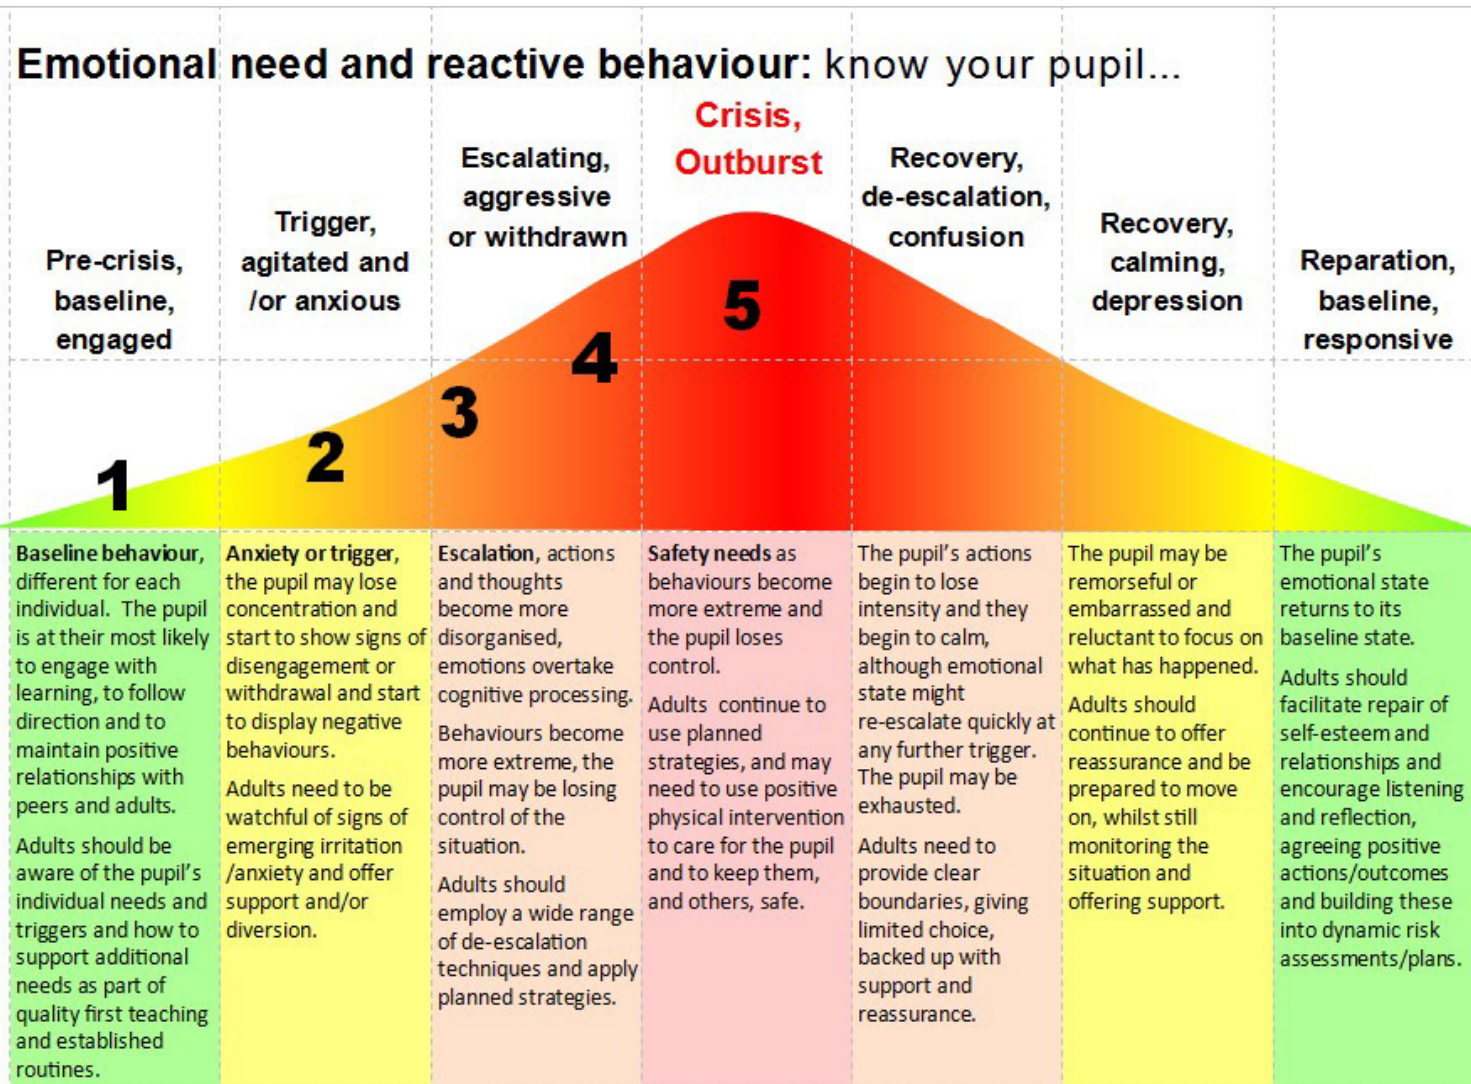 Emotional need and reactive behaviour: know your pupil...
Pre-crisis,
baseline,
engaged
Trigger,
agitated and
/or anxious
Escalating,
aggressive
or withdrawn
Crisis,
Outburst
Recovery,
de-escalation,
confusion
Recovery,
calming,
depression
Reparation,
baseline,
responsive
1
2
3
4
5
Baseline behaviour,
different for each
individual. The pupil
is at their most likely
to engage with
learning, to follow
direction and to
maintain positive
relationships with
peers and adults.
Adults should be
aware of the pupil's
individual needs and
triggers and how to
support additional
needs as part of
quality first teaching
and established
routines.
Anxiety or trigger,
the pupil may lose
concentration and
start to show signs of
disengagement or
withdrawal and start
to display negative
behaviours.
Adults need to be
watchful of signs of
emerging irritation
/anxiety and offer
support and/or
diversion.
Escalation, actions
and thoughts
become more
disorganised,
emotions overtake
cognitive processing.
Behaviours become
more extreme, the
pupil may be losing
control of the
situation.
Adults should
employ a wide range
of de-escalation
techniques and apply
planned strategies.
Safety needs as
behaviours become
more extreme and
the pupil loses
control.
Adults continue to
use planned
strategies, and may
need to use positive
physical intervention
to care for the pupil
and to keep them,
and others, safe.
The pupil's actions
begin to lose
intensity and they
begin to calm,
although emotional
state might
re-escalate quickly at
any further trigger.
The pupil may be
exhausted.
Adults need to
provide clear
boundaries, giving
limited choice,
backed up with
support and
reassurance.
The pupil may be
remorseful or
embarrassed and
reluctant to focus on
what has happened.
Adults should
continue to offer
reassurance and be
prepared to move
on, whilst still
monitoring the
situation and
offering support.
The pupil's
emotional state
returns to its
baseline state.
Adults should
facilitate repair of
self-esteem and
relationships and
encourage listening
and reflection,
agreeing positive
actions/outcomes
and building these
into dynamic risk
assessments/plans.